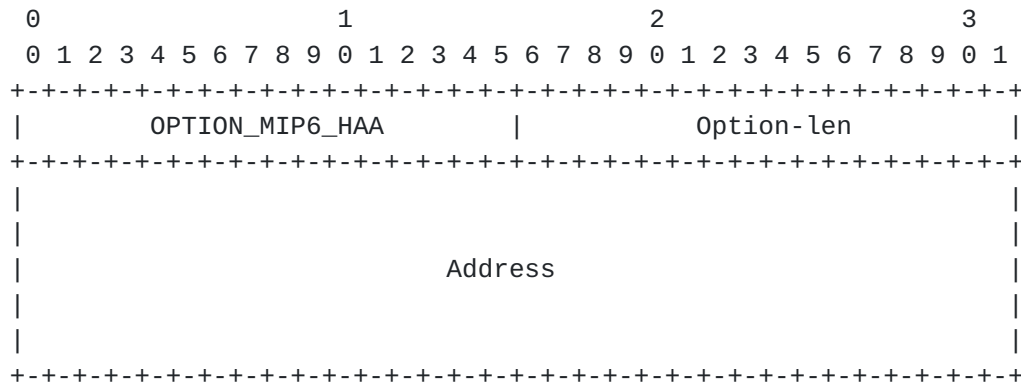 0                   1                   2                   3
 0 1 2 3 4 5 6 7 8 9 0 1 2 3 4 5 6 7 8 9 0 1 2 3 4 5 6 7 8 9 0 1
+-+-+-+-+-+-+-+-+-+-+-+-+-+-+-+-+-+-+-+-+-+-+-+-+-+-+-+-+-+-+-+-+
|        OPTION_MIP6_HAA        |           Option-len          |
+-+-+-+-+-+-+-+-+-+-+-+-+-+-+-+-+-+-+-+-+-+-+-+-+-+-+-+-+-+-+-+-+
|                                                               |
|                                                               |
|                           Address                             |
|                                                               |
|                                                               |
+-+-+-+-+-+-+-+-+-+-+-+-+-+-+-+-+-+-+-+-+-+-+-+-+-+-+-+-+-+-+-+-+